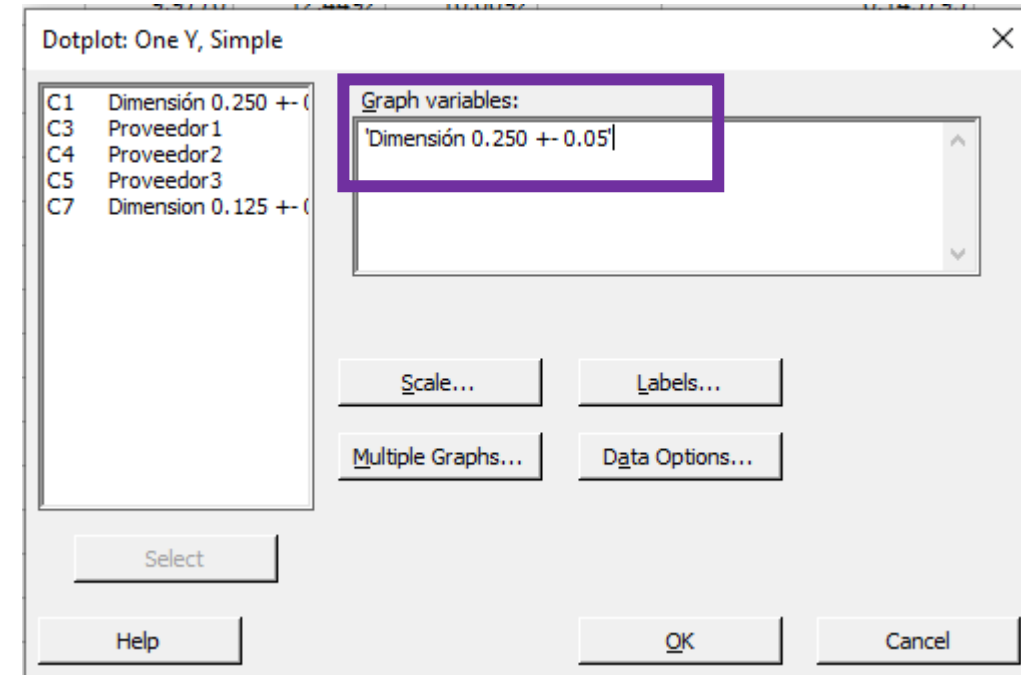 Dotplot: One Y, Simple
C1 Dimensión 0.250 +- (
C3 Proveedor1
C4 Proveedor2
C5 Proveedor3
C7 Dimension 0.125 +- (
Graph variables:
'Dimensión 0.250 +- 0.05'
Scale...
Labels...
Multiple Graphs...
Data Options...
Select
Help
OK
Cancel